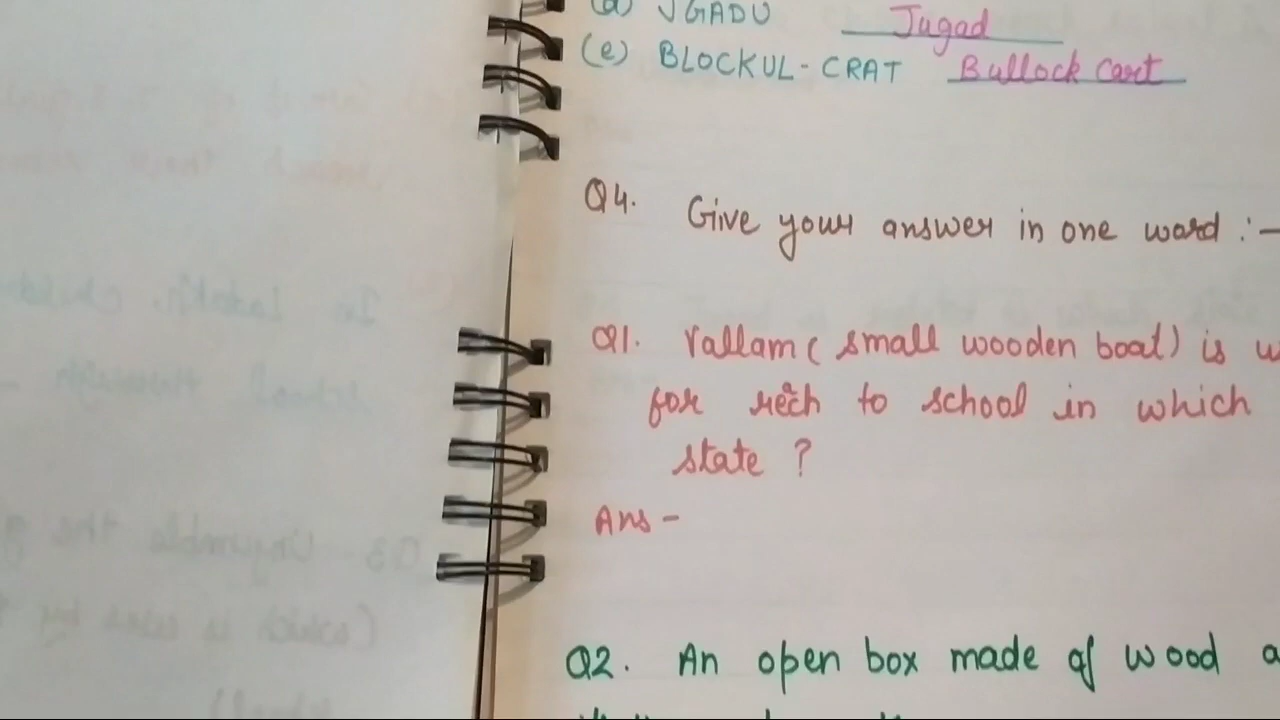 (d) JGADU Jugad
(e) BLOCKUL-CRAT Bullock Cart
Q4. Give your answer in one word :-
Q1. Vallam ( small wooden boat) is
for rech to school in which
state ?
Ans -
Q2. An open box made of wood